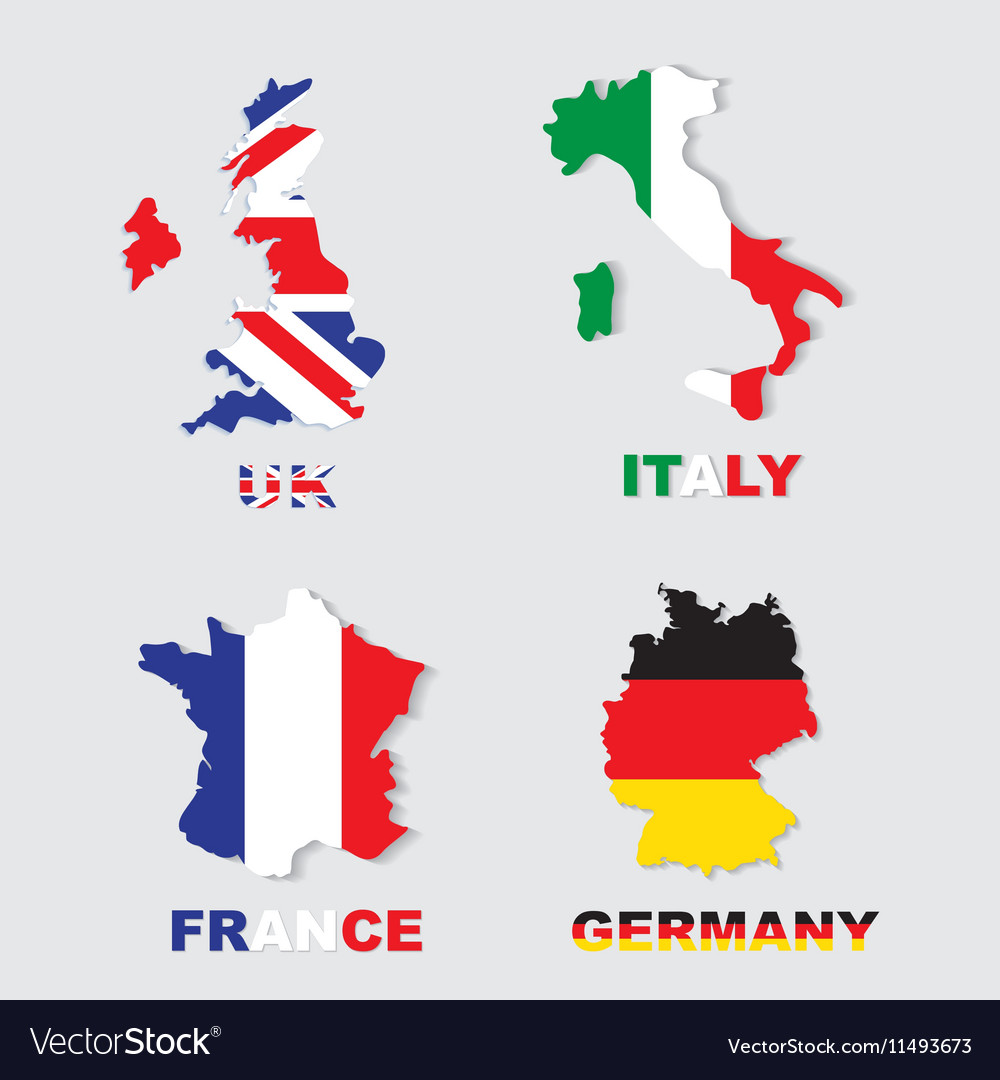 UK
ITALY
FRANCE
GERMANY
VectorStock®
VectorStock.com/11493673